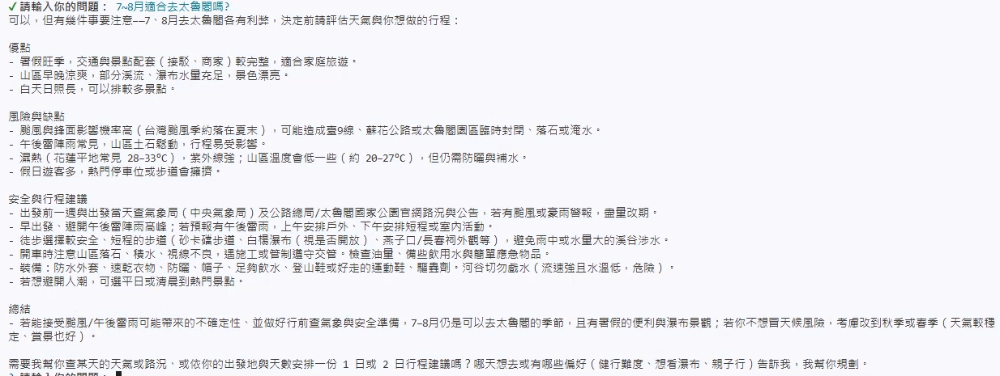 ✓ 請輸入你的問題： 7~8月適合去太魯閣嗎?
可以，但有幾件事要注意——7、8月去太魯閣各有利弊，決定前請評估天氣與你想做的行程：
優點
- 暑假旺季，交通與景點配套（接駁、商家）較完整，適合家庭旅遊。
- 山區早晚涼爽，部分溪流、瀑布水量充足，景色漂亮。
- 白天日照長，可以排較多景點。
風險與缺點
- 颱風與鋒面影響機率高（台灣颱風季約落在夏末），可能造成臺9線、蘇花公路或太魯閣園區臨時封閉、落石或淹水。
- 午後雷陣雨常見，山區土石鬆動，行程易受影響。
- 濕熱（花蓮平地常見 28–33°C），紫外線強；山區溫度會低一些（約 20–27°C），但仍需防曬與補水。
- 假日遊客多，熱門停車位或步道會擁擠。
安全與行程建議
- 出發前一週與出發當天查氣象局（中央氣象局）及公路總局/太魯閣國家公園官網路況與公告，若有颱風或豪雨警報，盡量改期。
- 早出發、避開午後雷陣雨高峰；若預報有午後雷雨，上午安排戶外、下午安排短程或室內活動。
- 徒步選擇較安全、短程的步道（砂卡礑步道、白楊瀑布（視是否開放）、燕子口/長春祠外觀等），避免雨中或水量大的溪谷涉水。
- 開車時注意山區落石、積水、視線不良，遇施工或管制遵守交管。檢查油量、備些飲用水與簡單應急物品。
- 裝備：防水外套、速乾衣物、防曬、帽子、足夠飲水、登山鞋或好走的運動鞋、驅蟲劑。河谷切勿戲水（流速強且水溫低，危險）。
- 若想避開人潮，可選平日或清晨到熱門景點。
總結
- 若能接受颱風/午後雷雨可能帶來的不確定性、並做好行前查氣象與安全準備，7–8月仍是可以去太魯閣的季節，且有暑假的便利與瀑布景觀；若你不想冒天候風險，考慮改到秋季或春季（天氣較穩
定、賞景也好）。
需要我幫你查某天的天氣或路況、或依你的出發地與天數安排一份 1 日或 2 日行程建議嗎？哪天想去或有哪些偏好（健行難度、想看瀑布、親子行）告訴我，我幫你規劃。
? 請輸入你的問題：